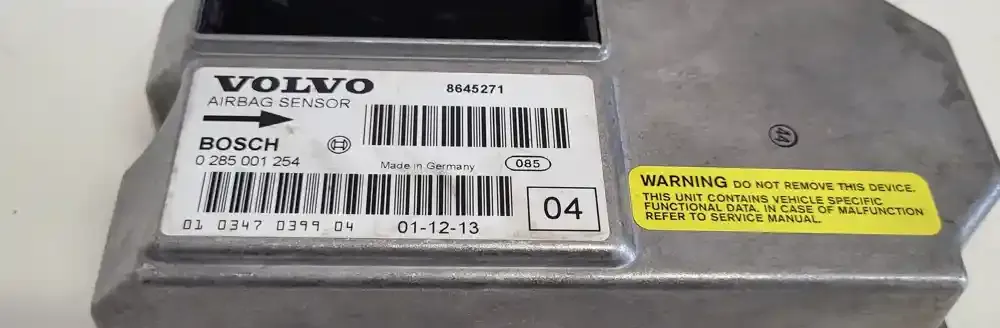 VOLVO
8645271
AIRBAG SENSOR
BOSCH
0 285 001 254
Made in Germany
085
04
01 0347 0399 04
01-12-13
44
WARNING DO NOT REMOVE THIS DEVICE.
THIS UNIT CONTAINS VEHICLE SPECIFIC
FUNCTIONAL DATA. IN CASE OF MALFUNCTION
REFER TO SERVICE MANUAL.